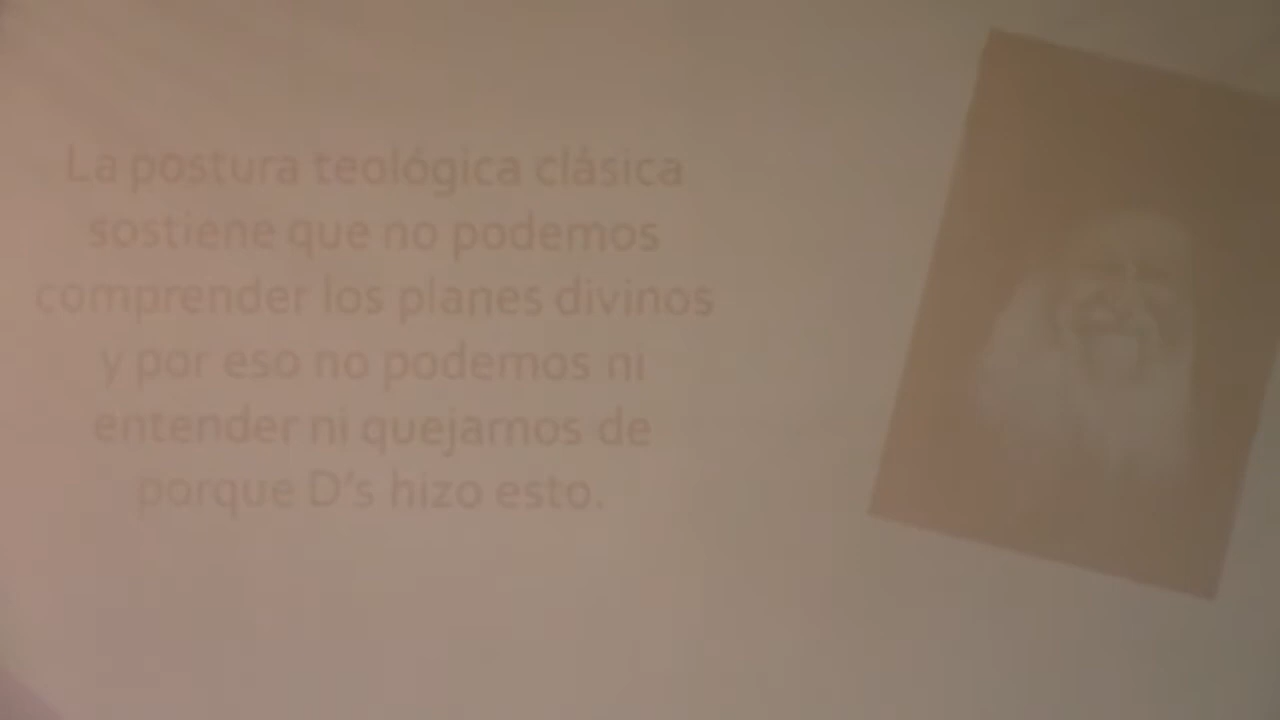 La postura teológica clásica
sostiene que no podemos
comprender los planes divinos
y por eso no podemos ni
entender ni quejarnos de
porque D's hizo esto.